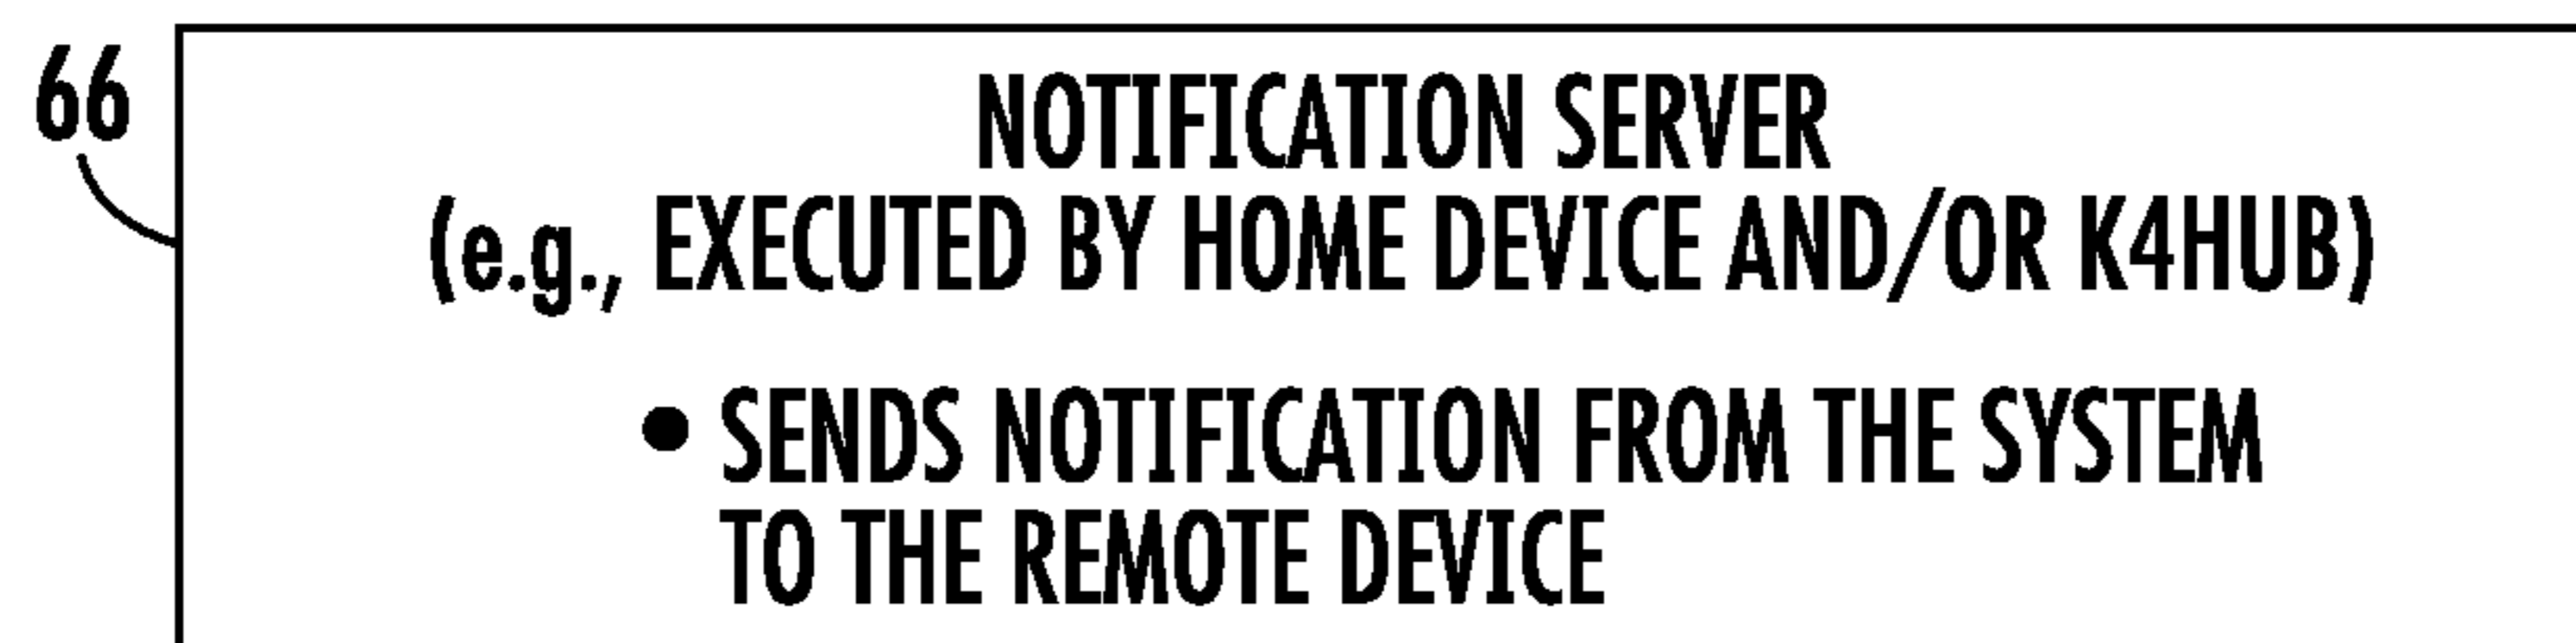 66
NOTIFICATION SERVER
(e.g., EXECUTED BY HOME DEVICE AND/OR K4HUB)
• SENDS NOTIFICATION FROM THE SYSTEM
TO THE REMOTE DEVICE